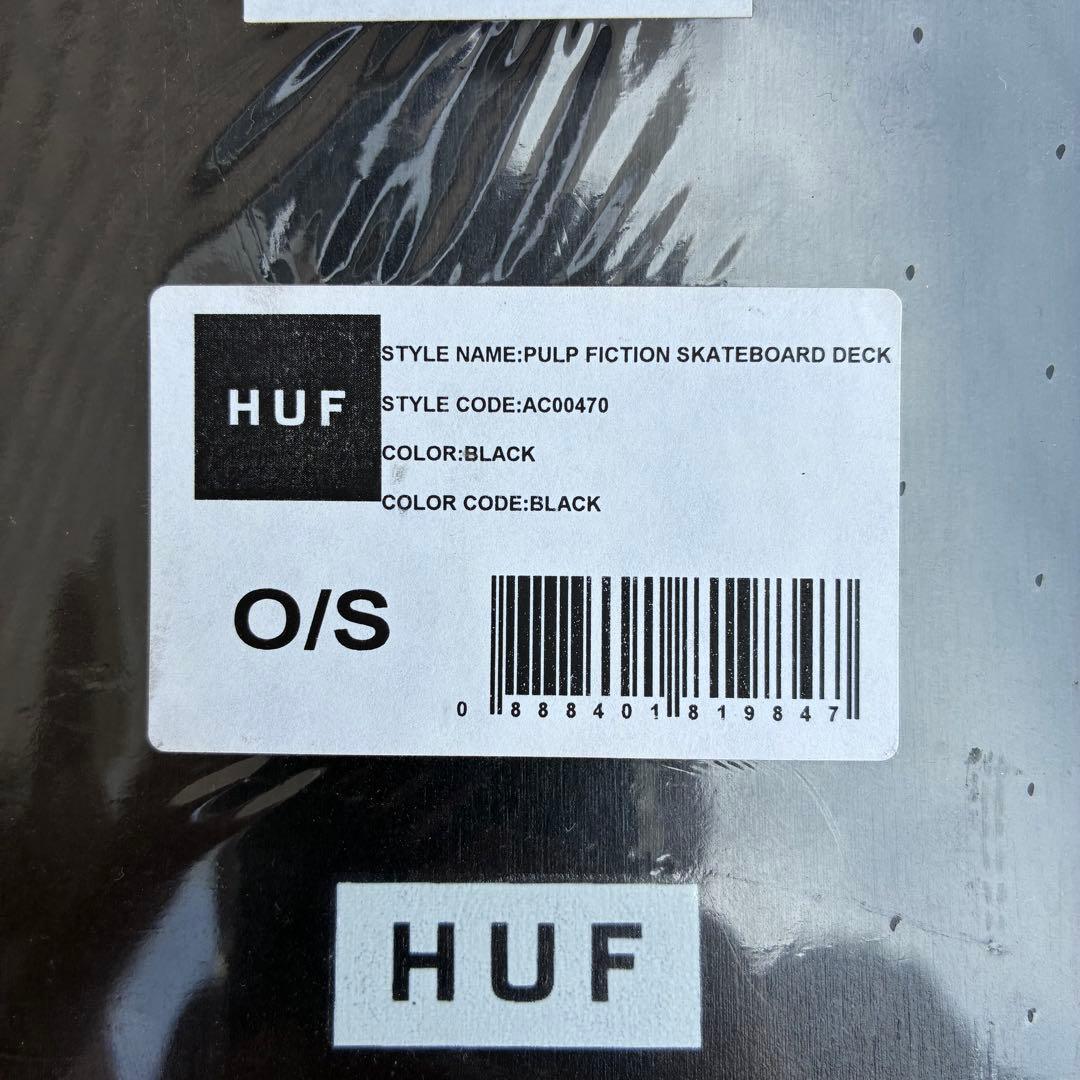 HUF
STYLE NAME:PULP FICTION SKATEBOARD DECK
STYLE CODE:AC00470
COLOR:BLACK
COLOR CODE:BLACK
O/S
0 888401 819847
HUF